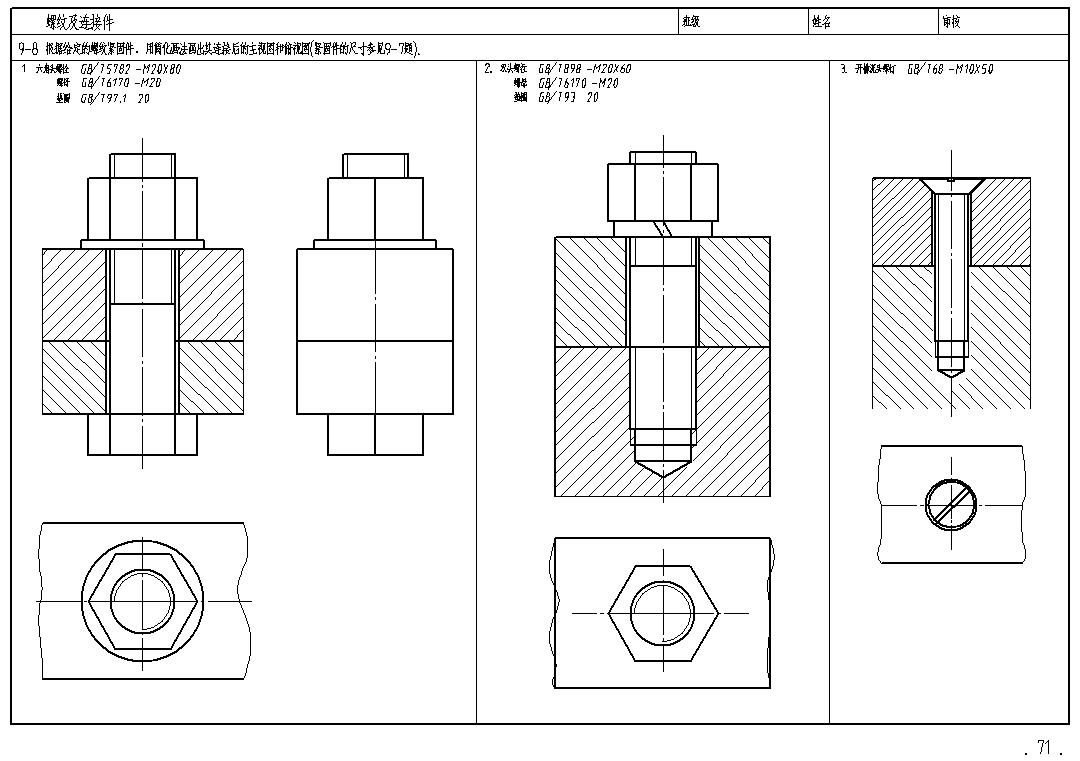 螺纹及连接件 班级 姓名 审核
9-8 根据给定的螺纹紧固件，用简化画法画出其连接后的主视图和俯视图(紧固件的尺寸参见9-7题)。
1 六角头螺栓 GB/T5782-M20X80
螺母 GB/T6170-M20
垫圈 GB/T97.1 20
2. 双头螺柱 GB/T898-M20X60
螺母 GB/T6170-M20
垫圈 GB/T93 20
3. 开槽沉头螺钉 GB/T68-M10X50
. 71 .